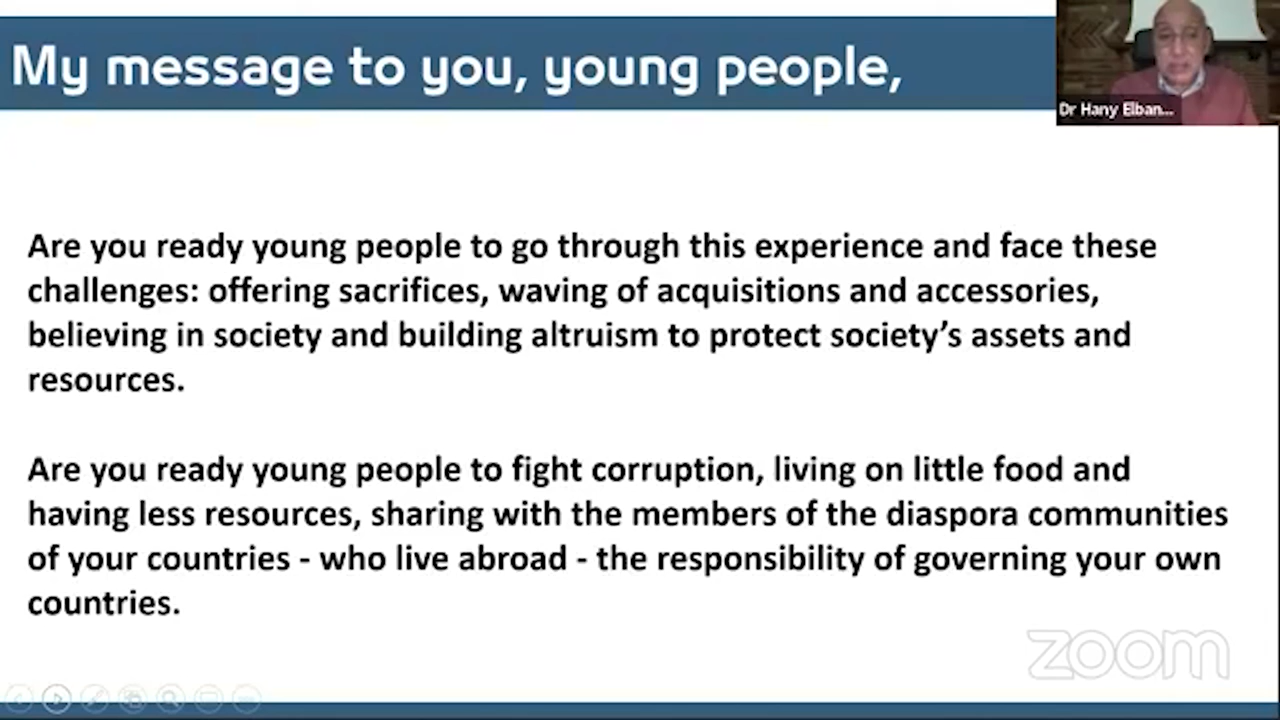 My message to you, young people,
Dr Hany Elban...
Are you ready young people to go through this experience and face these
challenges: offering sacrifices, waving of acquisitions and accessories,
believing in society and building altruism to protect society’s assets and
resources.
Are you ready young people to fight corruption, living on little food and
having less resources, sharing with the members of the diaspora communities
of your countries - who live abroad - the responsibility of governing your own
countries.
zoom